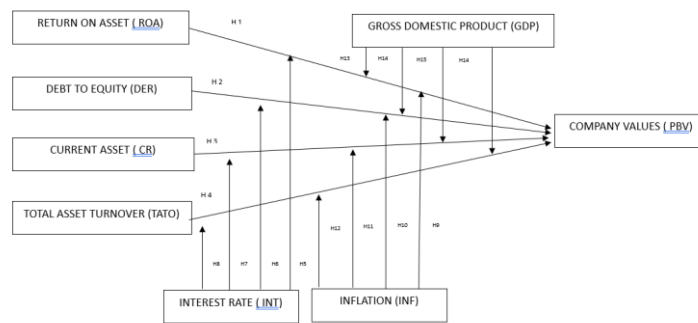 RETURN ON ASSET ( ROA)
H 1
GROSS DOMESTIC PRODUCT (GDP)
H13
H14
H15
H14
DEBT TO EQUITY (DER)
H 2
COMPANY VALUES ( PBV)
CURRENT ASSET ( CR)
H 3
TOTAL ASSET TURNOVER (TATO)
H 4
H12
H11
H10
H9
H8
H7
H6
H5
INTEREST RATE ( INT)
INFLATION (INF)